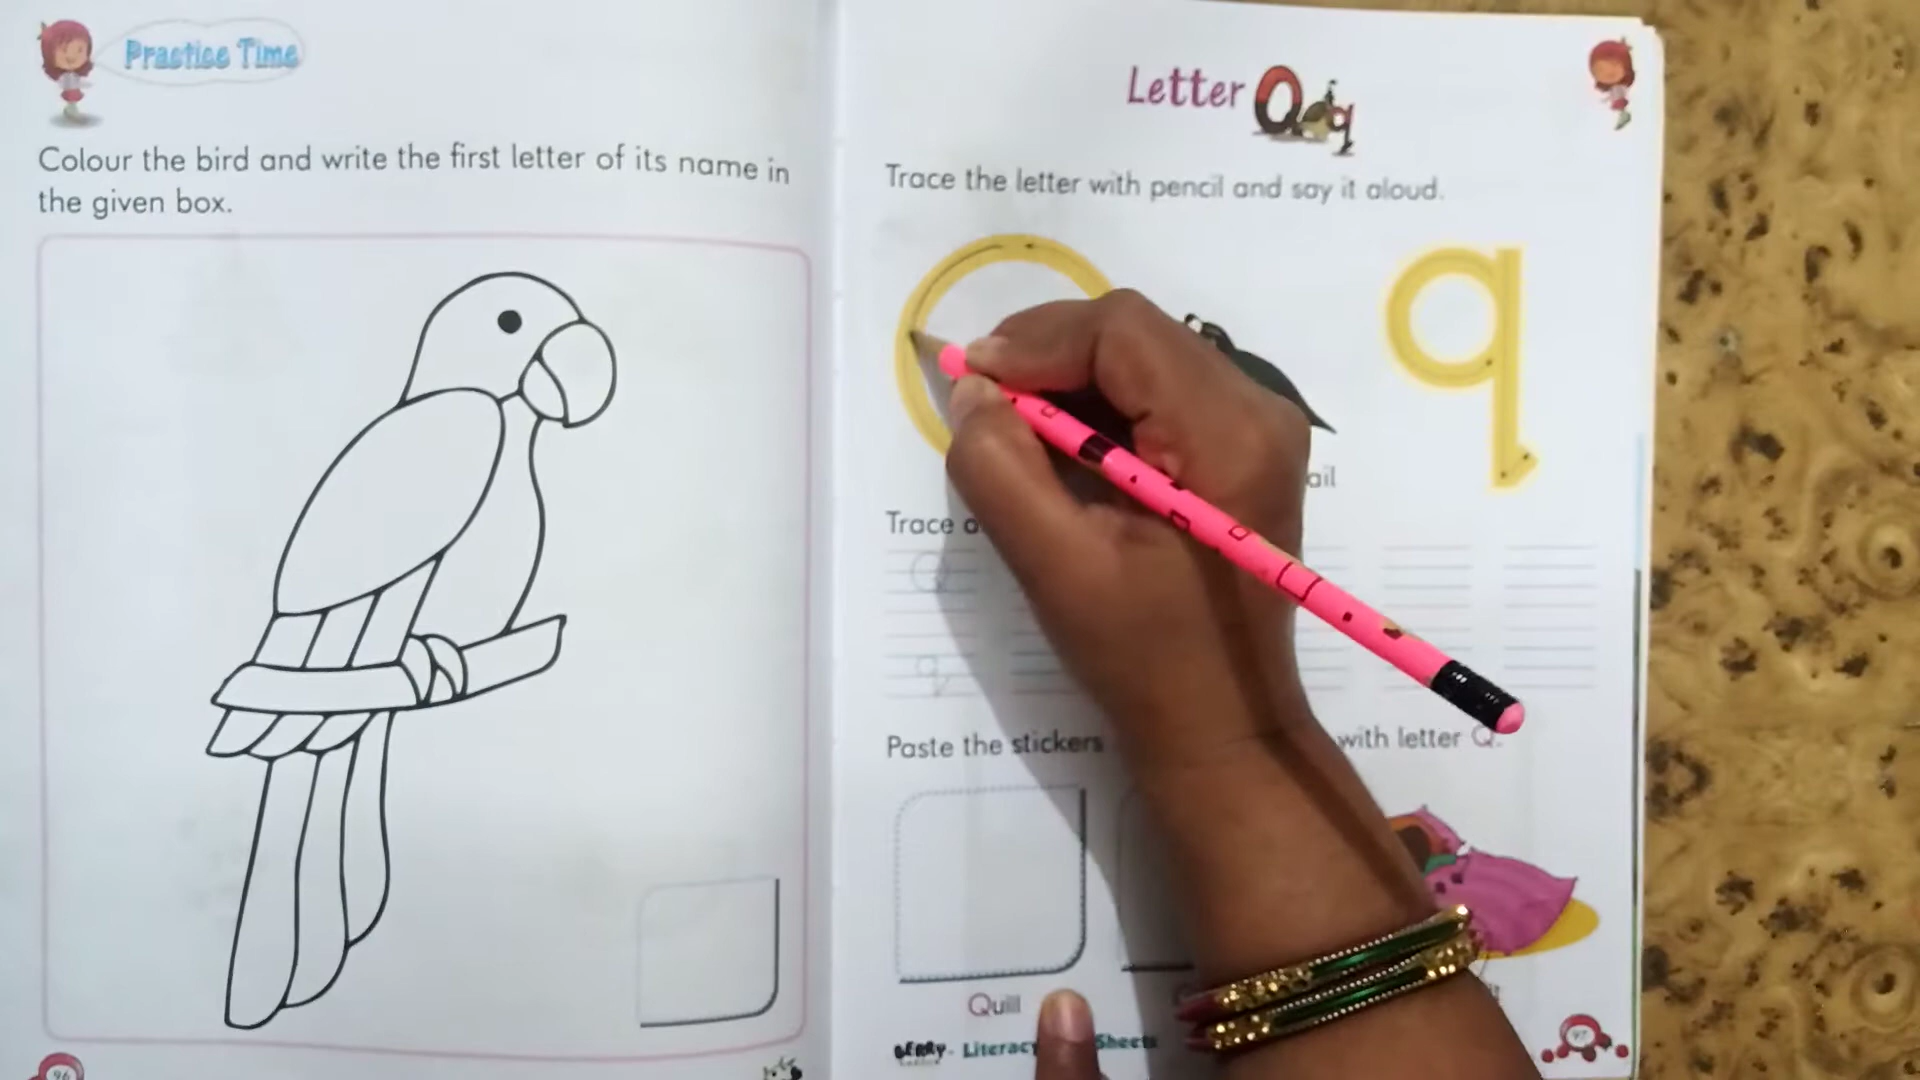 Practice Time
Colour the bird and write the first letter of its name in
the given box.
96
Letter Qq
Trace the letter with pencil and say it aloud.
q
ail
Trace
Q
q
Paste the stickers
with letter Q.
Quill
Literacy
Sheets
97